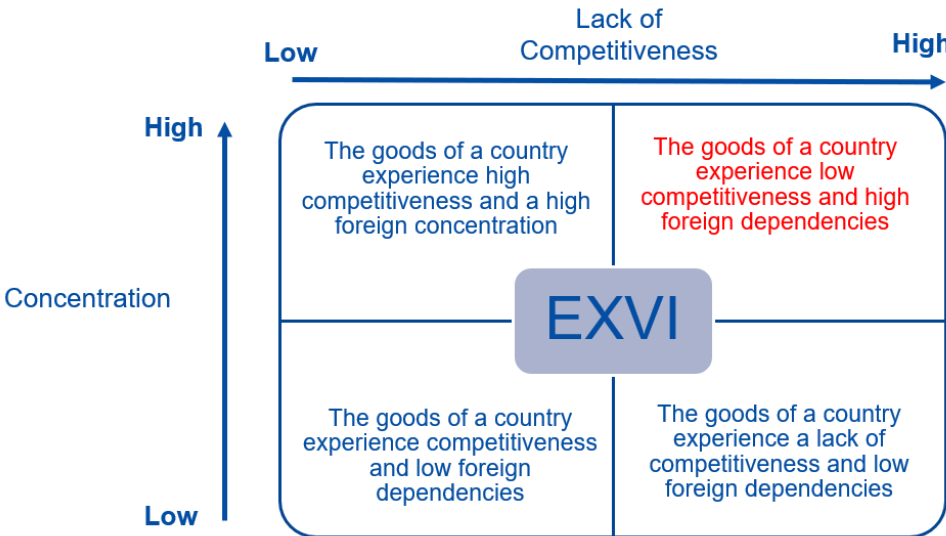 Lack of
Competitiveness
Low
High
High
The goods of a country
experience high
competitiveness and a high
foreign concentration
The goods of a country
experience low
competitiveness and high
foreign dependencies
Concentration
EXVI
The goods of a country
experience competitiveness
and low foreign
dependencies
The goods of a country
experience a lack of
competitiveness and low
foreign dependencies
Low